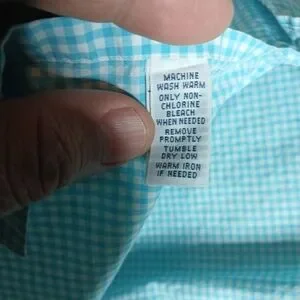 MACHINE
WASH WARM
ONLY NON-
CHLORINE
BLEACH
WHEN NEEDED
REMOVE
PROMPTLY
TUMBLE
DRY LOW
WARM IRON
IF NEEDED